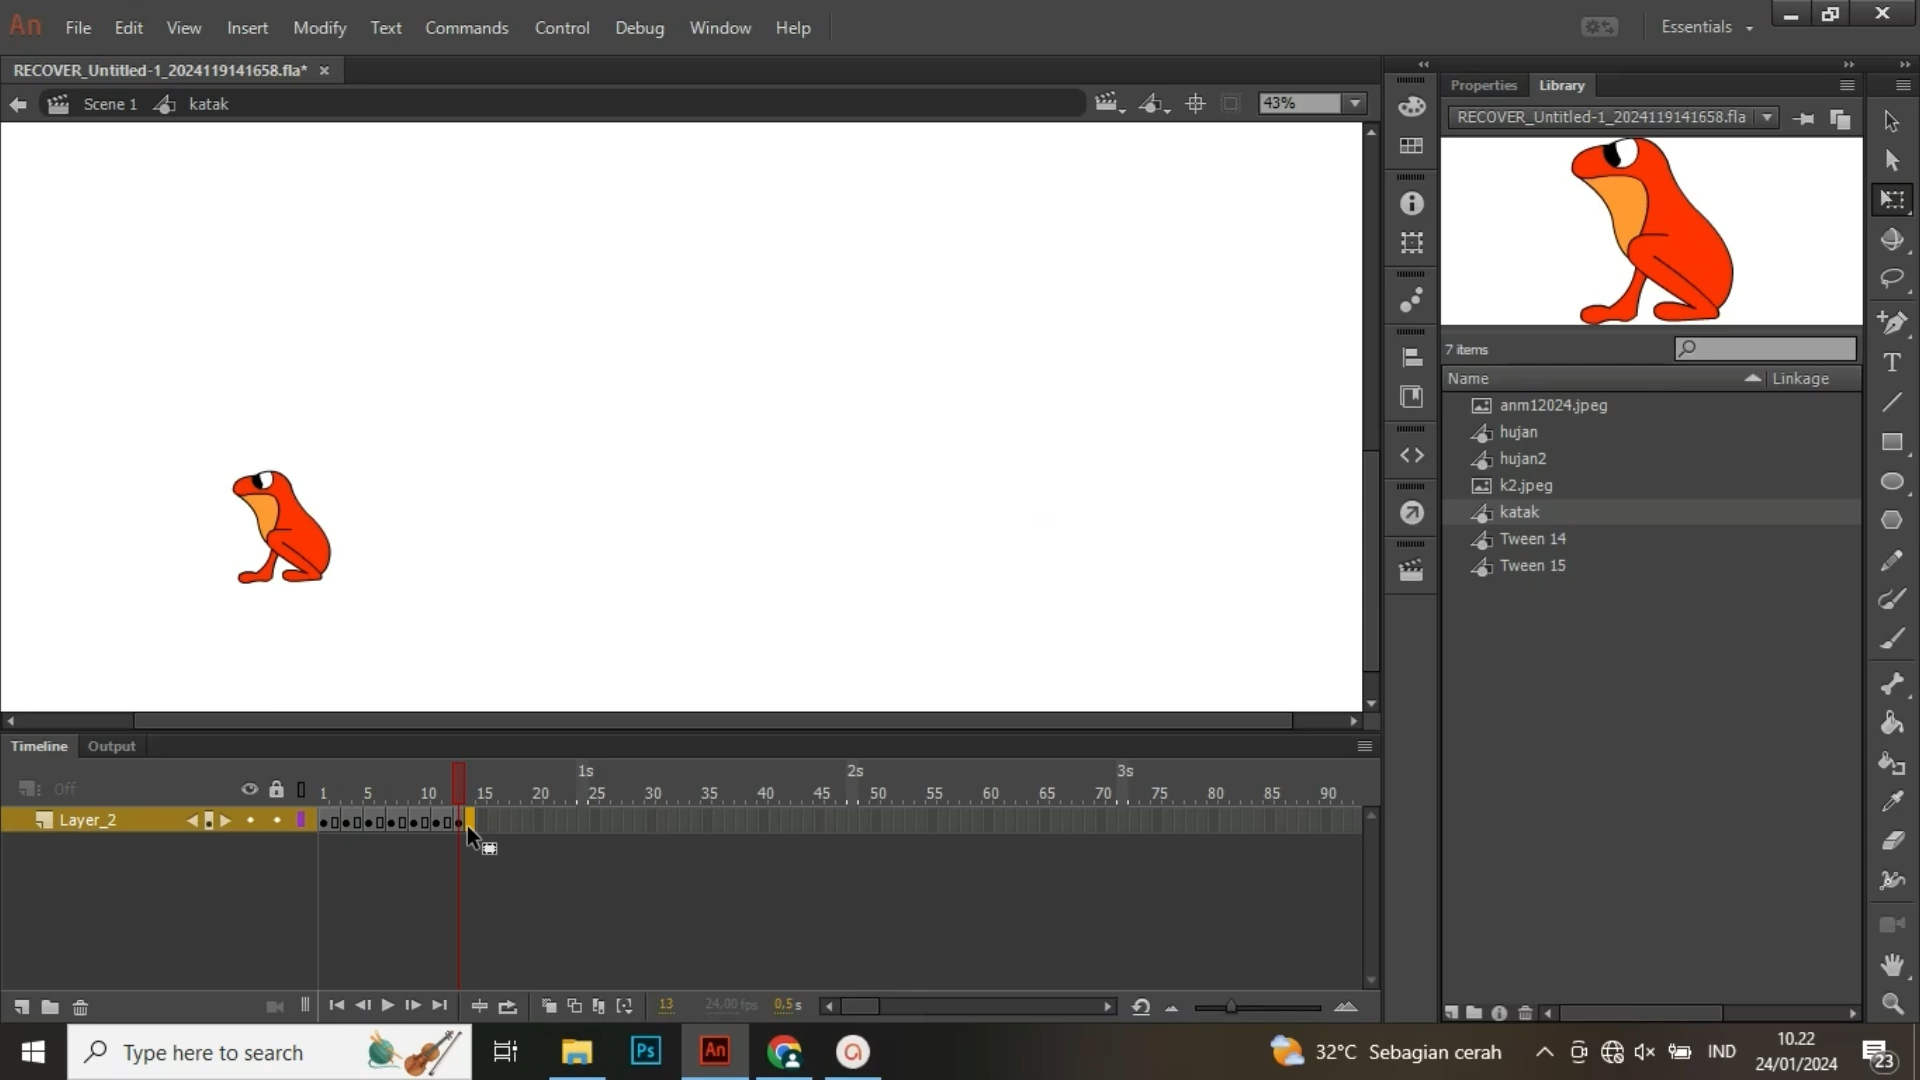 An File Edit View Insert Modify Text Commands Control Debug Window Help Essentials
RECOVER_Untitled-1_2024119141658.fla*
Scene 1 katak 43%
Properties Library
RECOVER_Untitled-1_2024119141658.fla
7 items
Name Linkage
anm12024.jpeg
hujan
hujan2
k2.jpeg
katak
Tween 14
Tween 15
Timeline Output
1s 2s 3s
Off 1 5 10 15 20 25 30 35 40 45 50 55 60 65 70 75 80 85 90
Layer_2
13 24,00 fps 0,5 s
Type here to search Ps An 32°C Sebagian cerah IND 10.22
24/01/2024 23